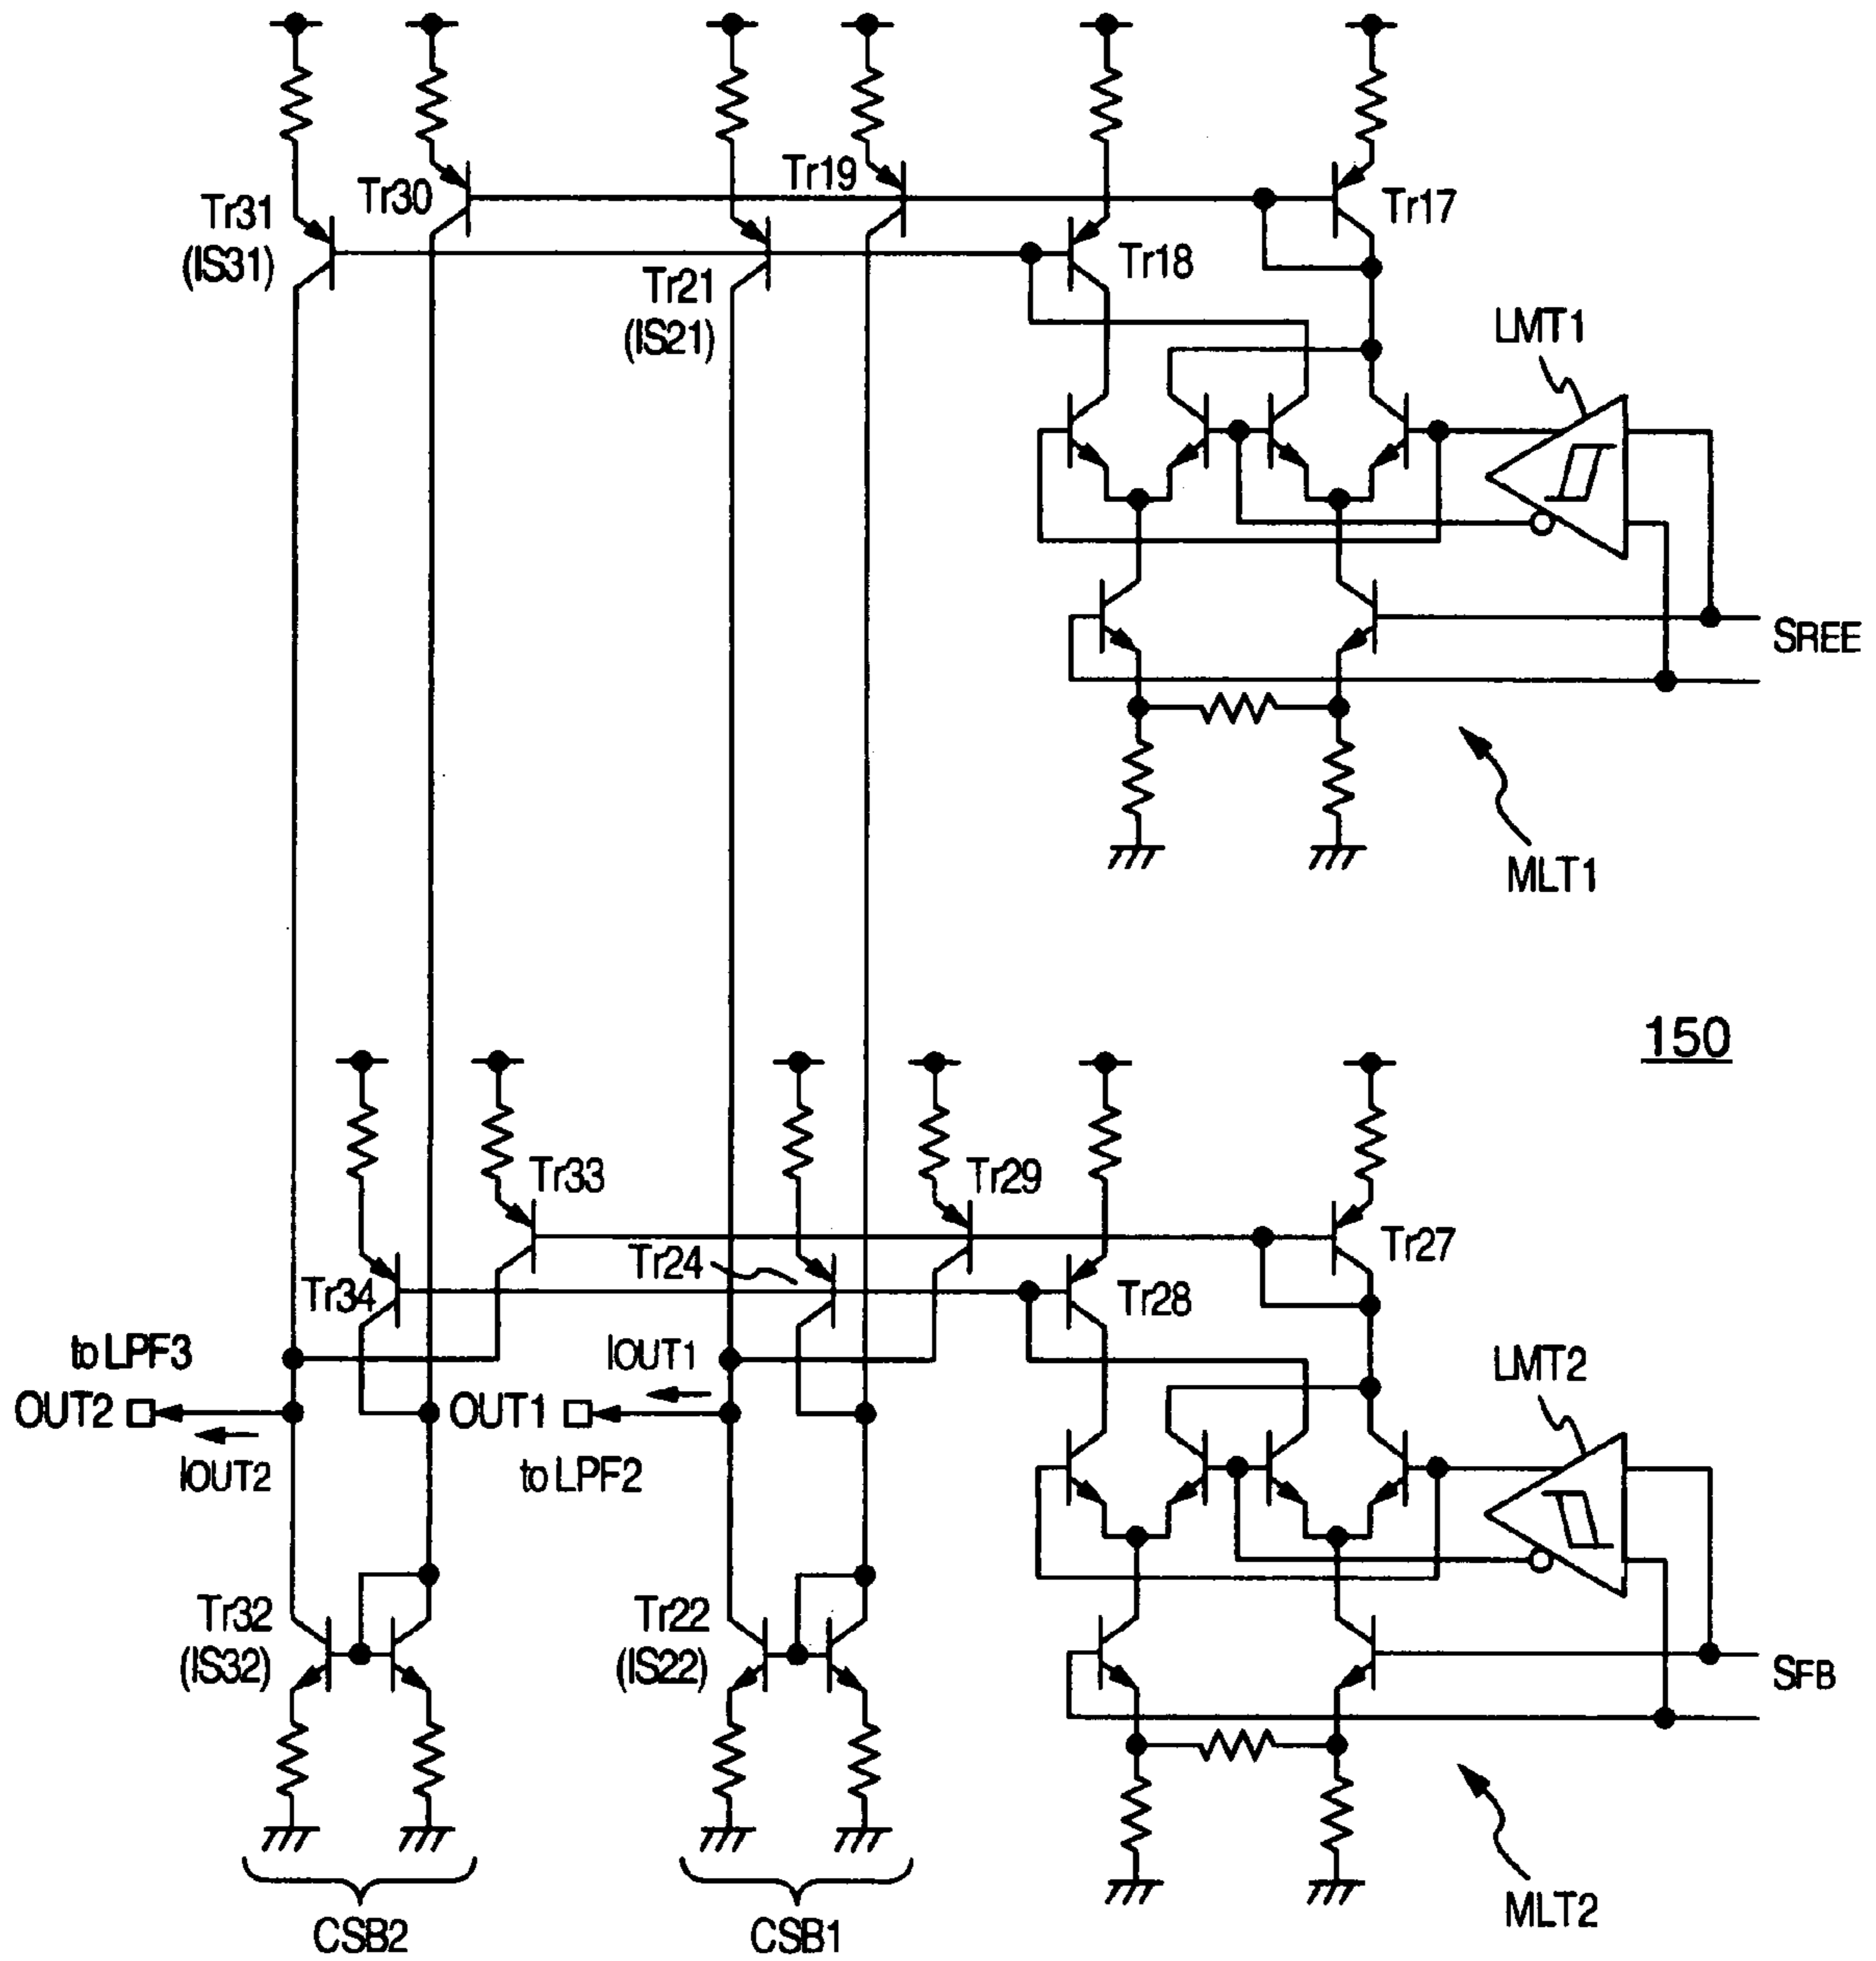 Tr31
(IS31)
Tr30
Tr21
(IS21)
Tr19
Tr18
Tr17
LMT1
SREE
MLT1
150
Tr33
Tr29
Tr24
Tr34
Tr28
Tr27
to LPF3
OUT2
IOUT2
IOUT1
OUT1
to LPF2
LMT2
Tr32
(IS32)
Tr22
(IS22)
SFB
MLT2
CSB2
CSB1